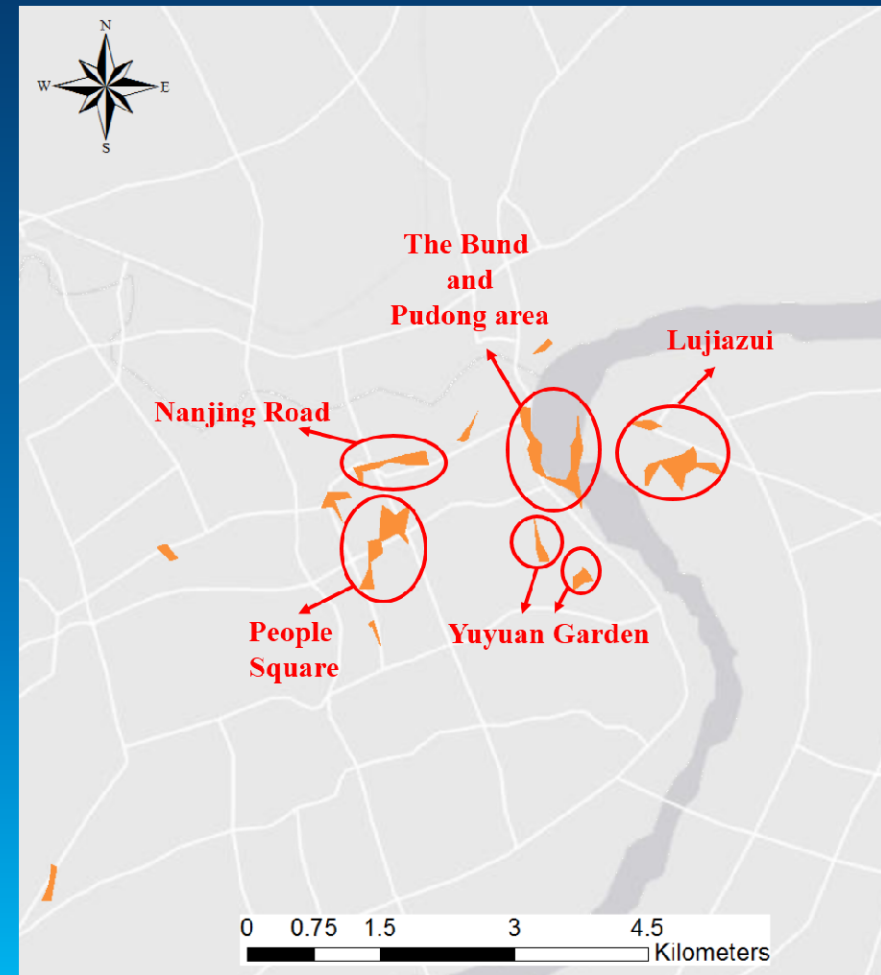 N
W
E
S
The Bund
and
Pudong area
Lujiazui
Nanjing Road
People
Square
Yuyuan Garden
0 0.75 1.5 3 4.5
Kilometers